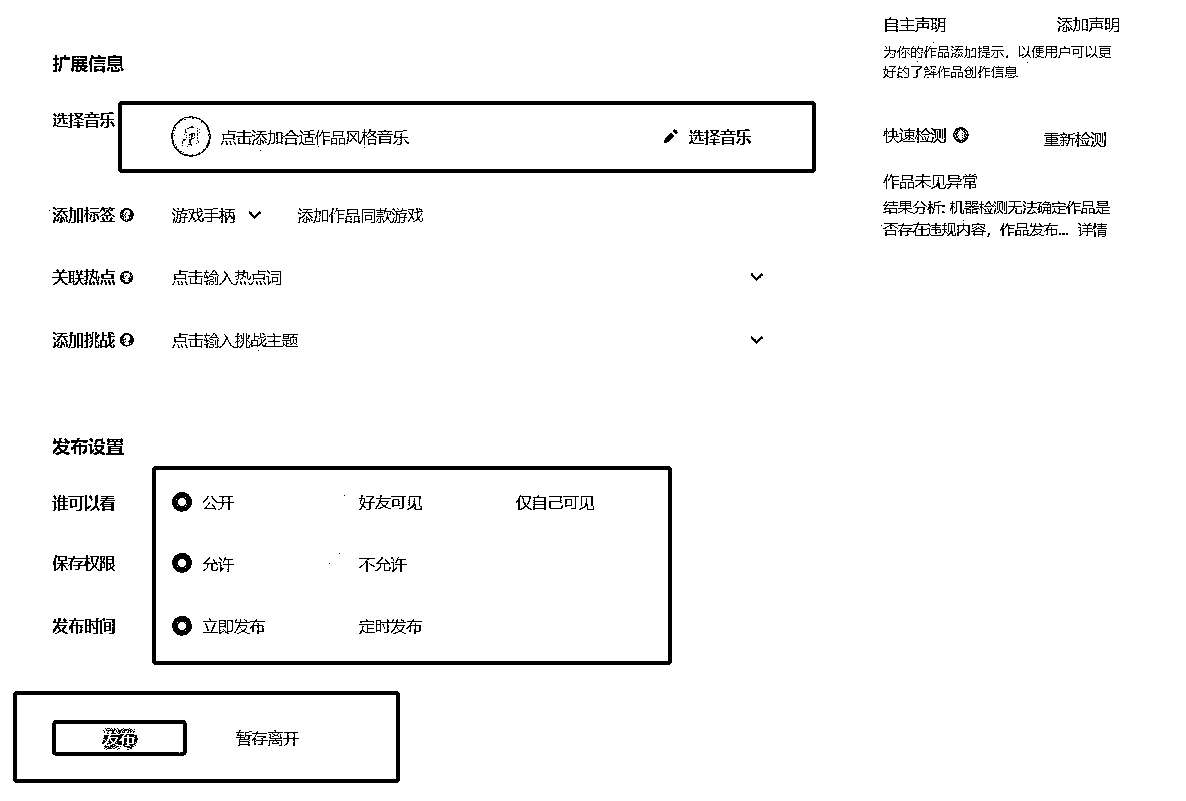 扩展信息
选择音乐 点击添加合适作品风格音乐 选择音乐
添加标签 游戏手柄 添加作品同款游戏
关联热点 点击输入热点词
添加挑战 点击输入挑战主题
发布设置
谁可以看 公开 好友可见 仅自己可见
保存权限 允许 不允许
发布时间 立即发布 定时发布
发布 暂存离开
自主声明 添加声明
为你的作品添加提示，以便用户可以更
好的了解作品创作信息
快速检测 重新检测
作品未见异常
结果分析: 机器检测无法确定作品是
否存在违规内容，作品发布... 详情